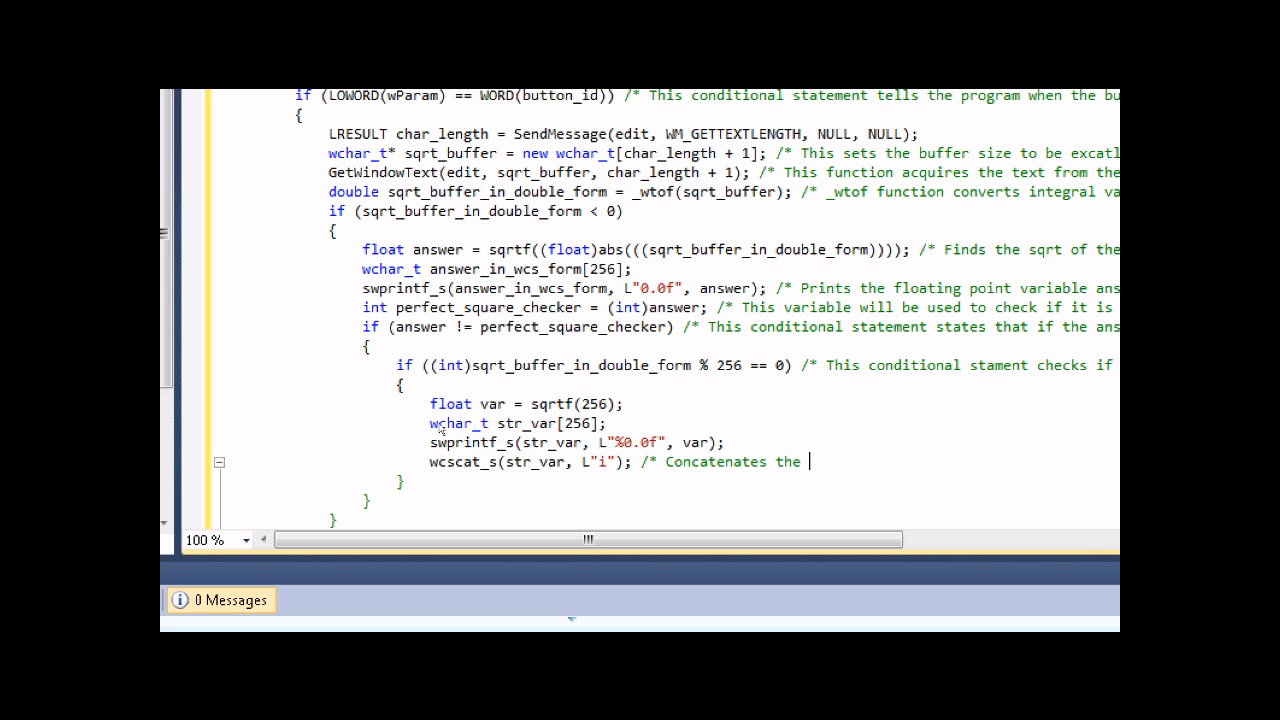 if (LOWORD(wParam) == WORD(button_id)) /* This conditional statement tells the program when the bu
{
LRESULT char_length = SendMessage(edit, WM_GETTEXTLENGTH, NULL, NULL);
wchar_t* sqrt_buffer = new wchar_t[char_length + 1]; /* This sets the buffer size to be excatl
GetWindowText(edit, sqrt_buffer, char_length + 1); /* This function acquires the text from the
double sqrt_buffer_in_double_form = _wtof(sqrt_buffer); /* _wtof function converts integral va
if (sqrt_buffer_in_double_form < 0)
{
float answer = sqrtf((float)abs(((sqrt_buffer_in_double_form)))); /* Finds the sqrt of the
wchar_t answer_in_wcs_form[256];
swprintf_s(answer_in_wcs_form, L"0.0f", answer); /* Prints the floating point variable ans
int perfect_square_checker = (int)answer; /* This variable will be used to check if it is
if (answer != perfect_square_checker) /* This conditional statement states that if the ans
{
if ((int)sqrt_buffer_in_double_form % 256 == 0) /* This conditional stament checks if
{
float var = sqrtf(256);
wchar_t str_var[256];
swprintf_s(str_var, L"%0.0f", var);
wcscat_s(str_var, L"i"); /* Concatenates the
}
}
}
100 %
0 Messages